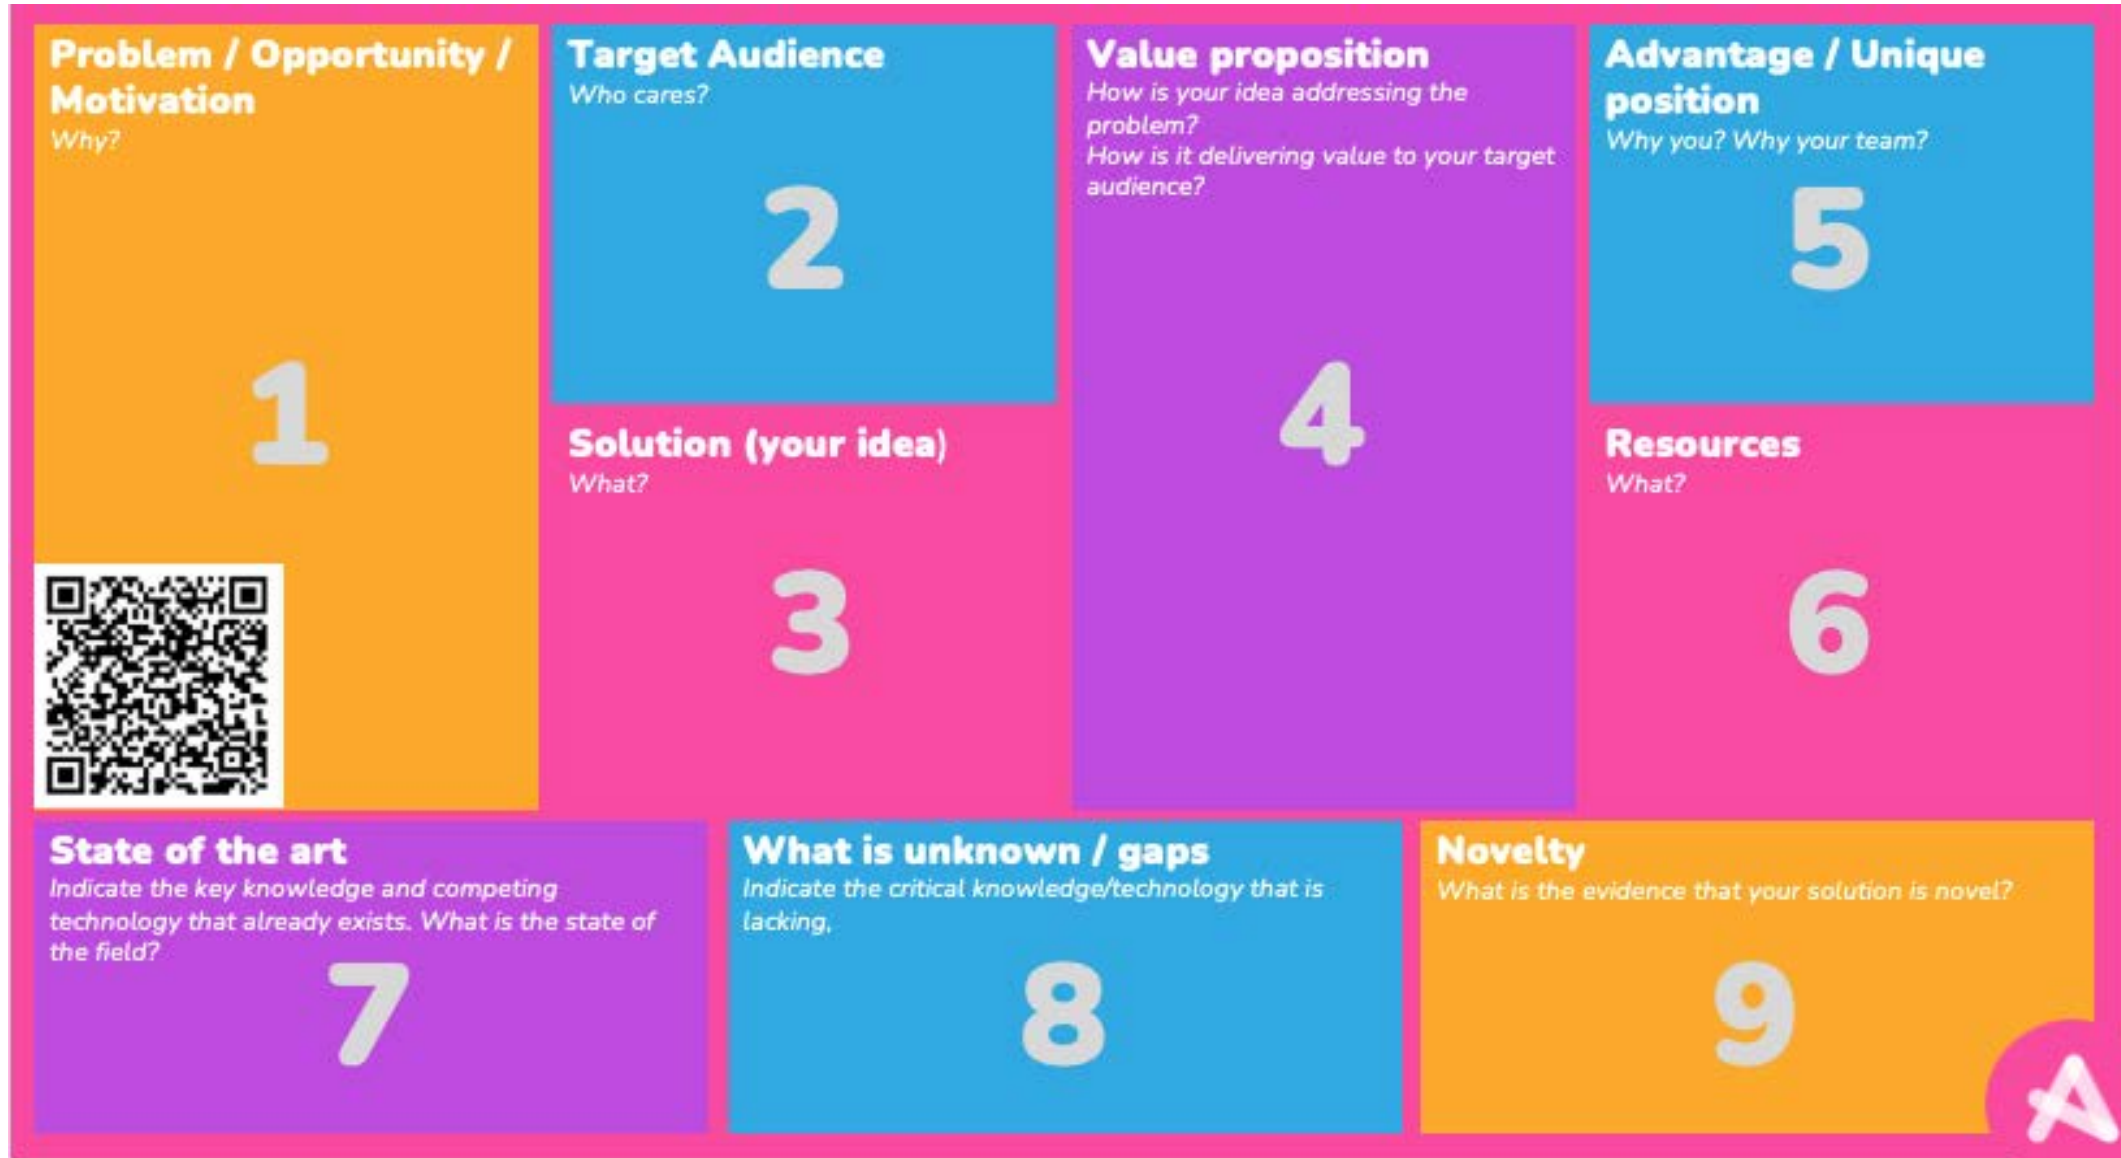 Problem / Opportunity /
Motivation
Why?
1
Target Audience
Who cares?
2
Solution (your idea)
What?
3
Value proposition
How is your idea addressing the
problem?
How is it delivering value to your target
audience?
4
Advantage / Unique
position
Why you? Why your team?
5
Resources
What?
6
State of the art
Indicate the key knowledge and competing
technology that already exists. What is the state of
the field?
7
What is unknown / gaps
Indicate the critical knowledge/technology that is
lacking,
8
Novelty
What is the evidence that your solution is novel?
9
A